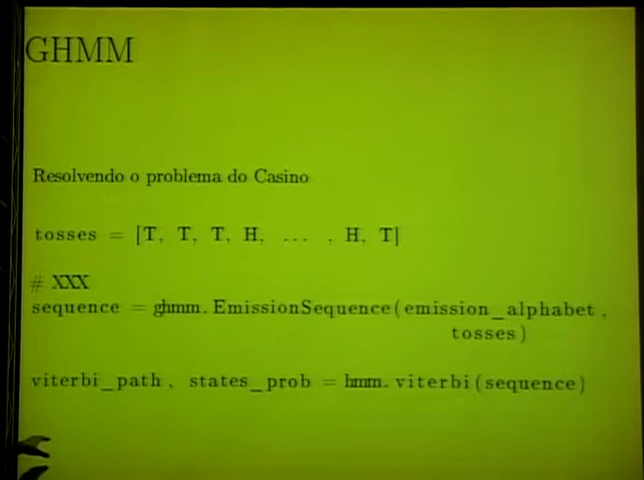 GHMM
Resolvendo o problema do Casino
tosses = [T, T, T, H, ... , H, T]
# XXX
sequence = ghmm.EmissionSequence(emission_alphabet,
tosses)
viterbi_path, states_prob = hmm.viterbi(sequence)